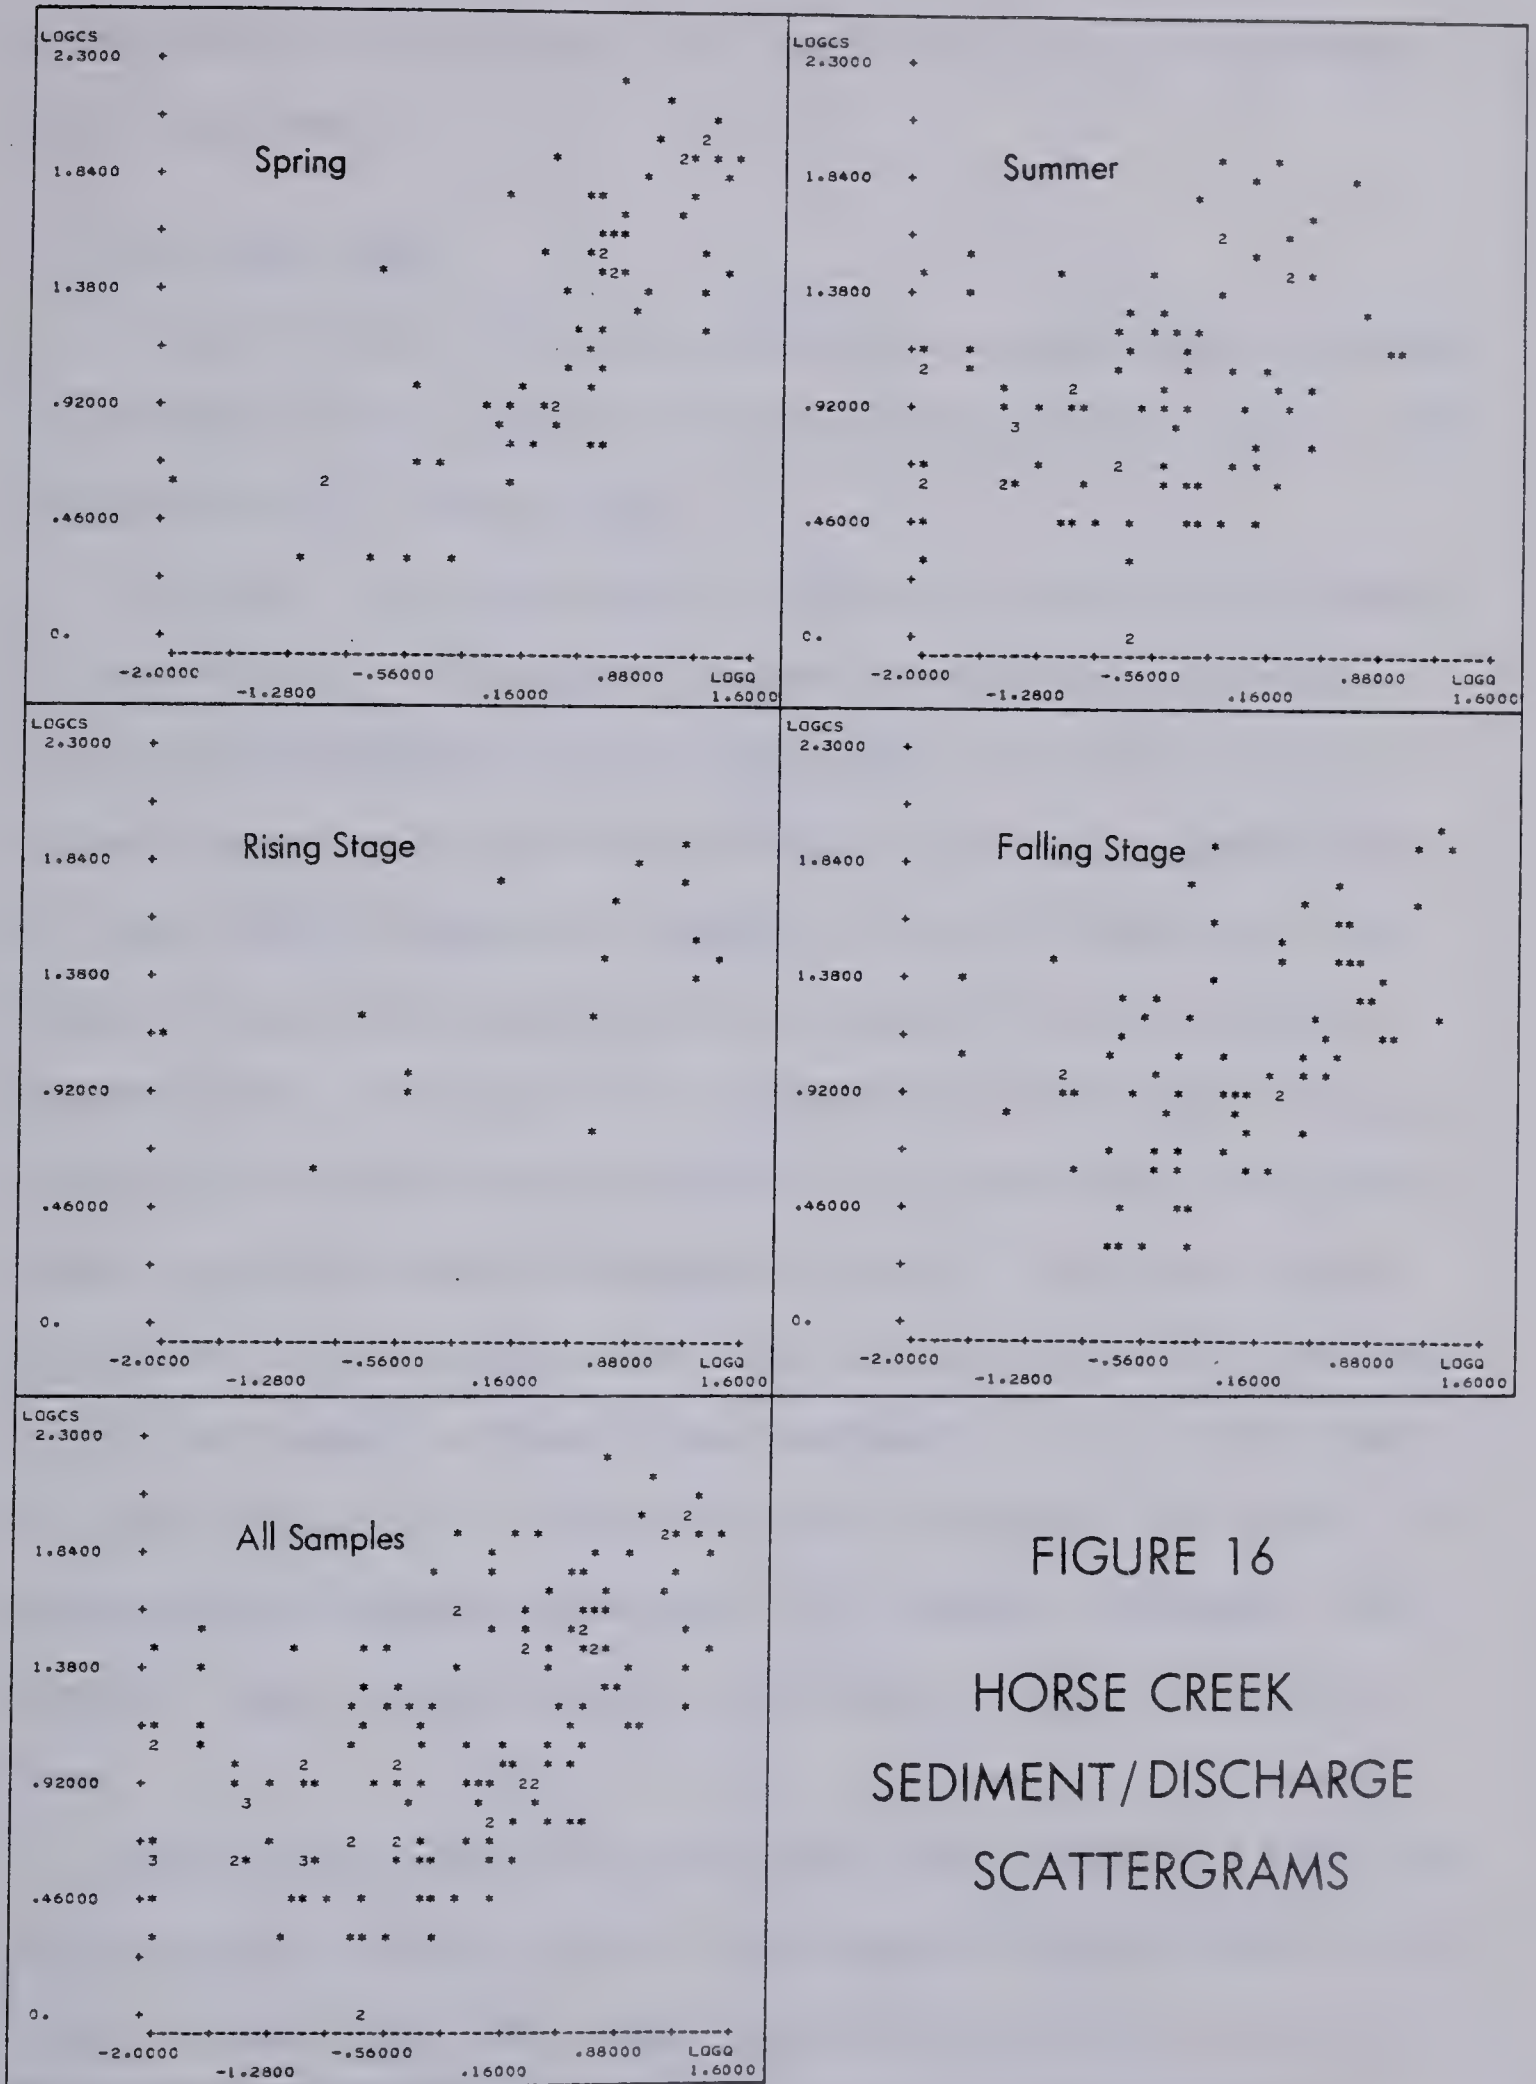 LOGCS
2.3000
1.8400
1.3800
.92000
.46000
0.
Spring
-2.0000 -.56000 .88000 LOGQ
-1.2800 .16000 1.6000
LOGCS
2.3000
1.8400
1.3800
.92000
.46000
0.
Summer
-2.0000 -.56000 .88000 LOGQ
-1.2800 .16000 1.6000
LOGCS
2.3000
1.8400
1.3800
.92000
.46000
0.
Rising Stage
-2.0000 -.56000 .88000 LOGQ
-1.2800 .16000 1.6000
LOGCS
2.3000
1.8400
1.3800
.92000
.46000
0.
Falling Stage
-2.0000 -.56000 .88000 LOGQ
-1.2800 .16000 1.6000
LOGCS
2.3000
1.8400
1.3800
.92000
.46000
0.
All Samples
-2.0000 -.56000 .88000 LOGQ
-1.2800 .16000 1.6000
FIGURE 16
HORSE CREEK
SEDIMENT/DISCHARGE
SCATTERGRAMS